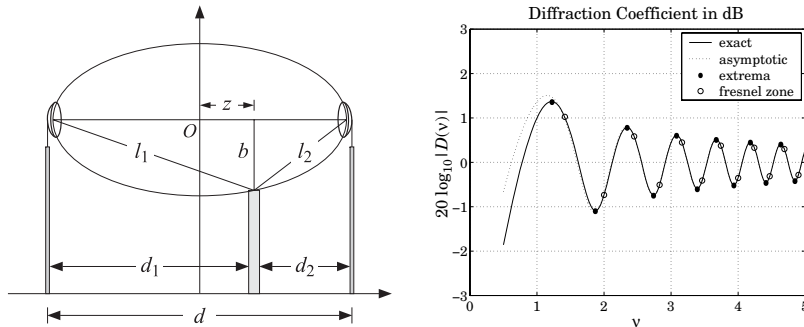 z
O
l₁
b
l₂
d₁
d₂
d
Diffraction Coefficient in dB
exact
asymptotic
extrema
fresnel zone
20 log₁₀|D(ν)|
3
2
1
0
−1
−2
−3
0
1
2
3
4
5
ν